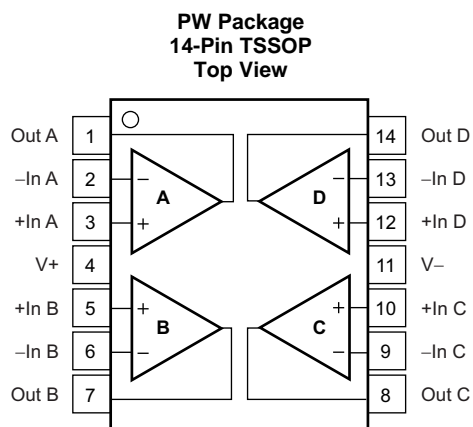 PW Package
14-Pin TSSOP
Top View
Out A 1 14 Out D
−In A 2 − − 13 −In D
A D
+In A 3 + + 12 +In D
V+ 4 11 V−
+In B 5 + + 10 +In C
B C
−In B 6 − − 9 −In C
Out B 7 8 Out C